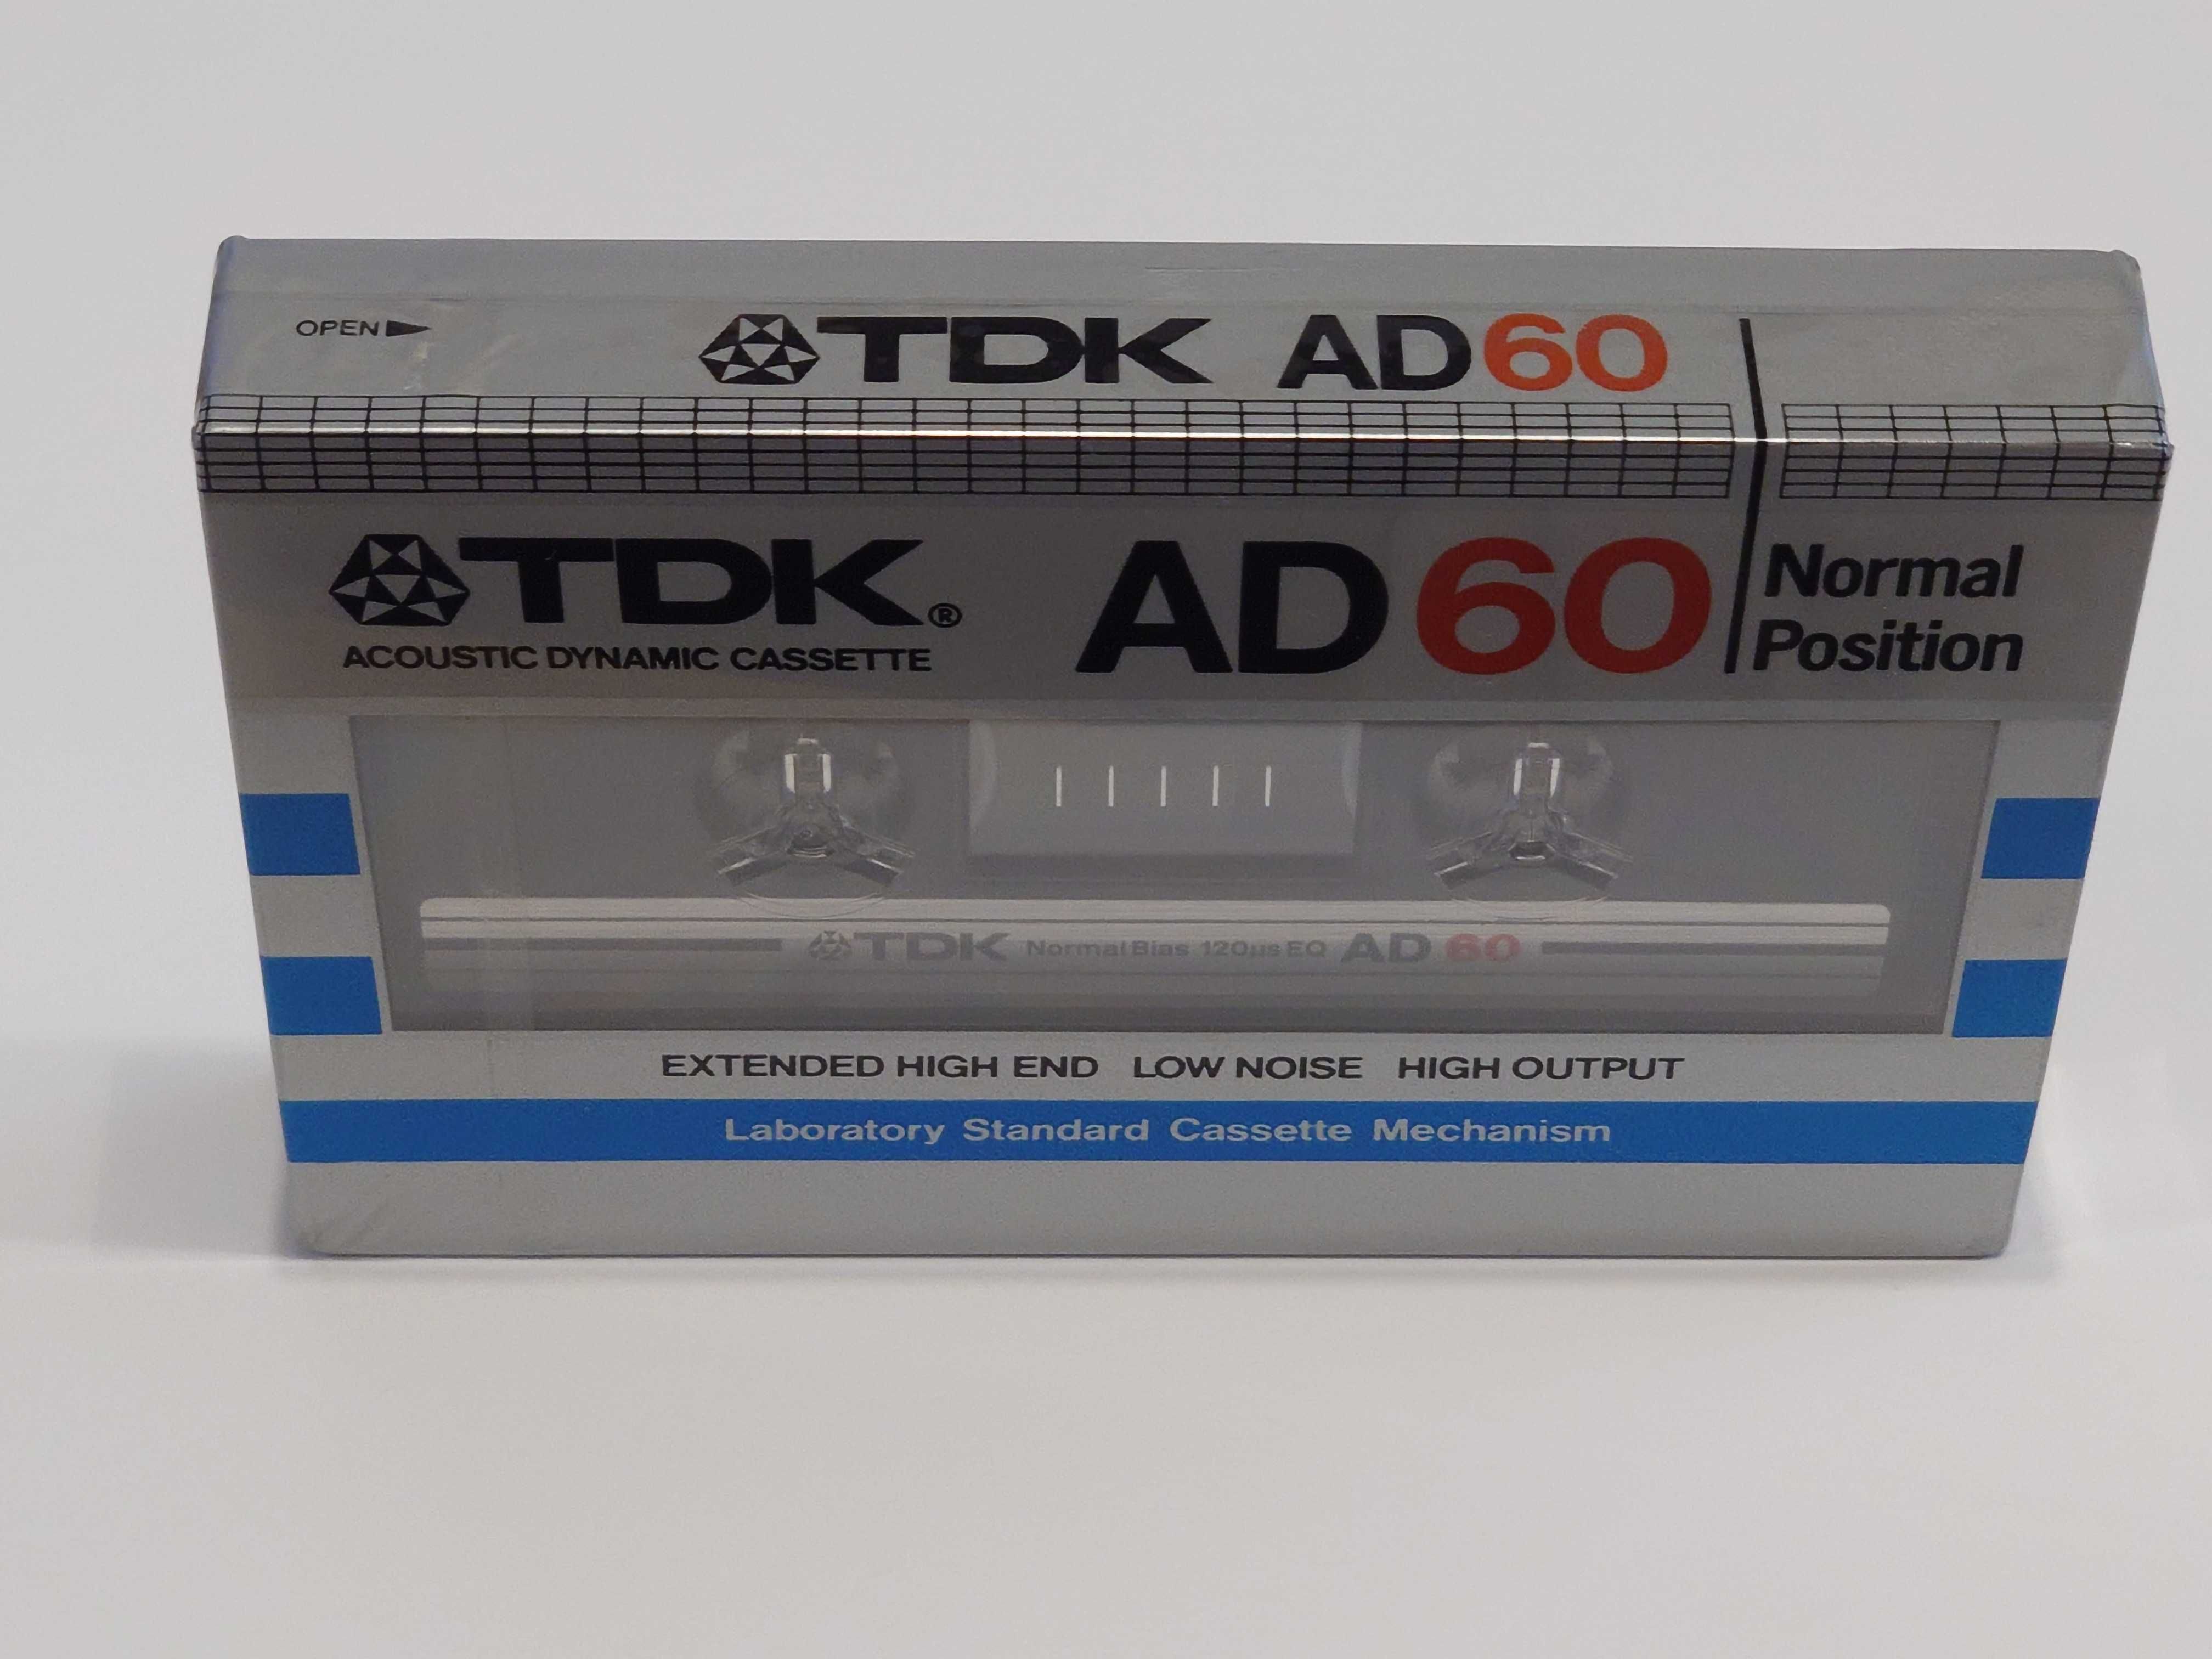 OPEN
TDK AD60
TDK® AD60 Normal Position
ACOUSTIC DYNAMIC CASSETTE
TDK Normal Bias 120µs EQ AD 60
EXTENDED HIGH END LOW NOISE HIGH OUTPUT
Laboratory Standard Cassette Mechanism